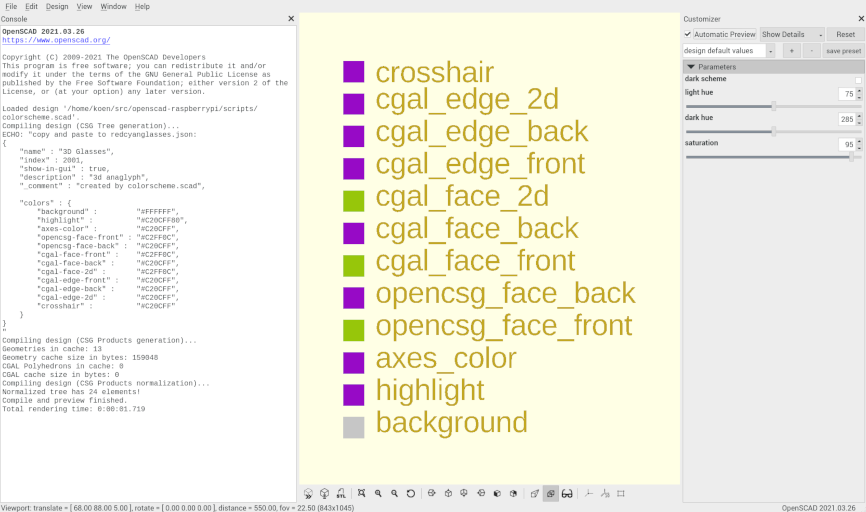 File Design View Window Help
Console
OpenSCAD 2021.03.26
https://www.openscad.org/
Copyright (C) 2009-2021 The OpenSCAD Developers
This program is free software; you can redistribute it and/or
modify it under the terms of the GNU General Public License as
published by the Free Software Foundation; either version 2 of the
License, or (at your option) any later version.
Loaded design '/home/koen/src/openscad-raspberrypi/scripts/
colorscheme.scad'.
Compiling design (CSG Tree generation)...
ECHO: "copy and paste to redcyanglasses.json:
{
"name" : "3D Glasses",
"index" : 2001,
"show-in-gui" : true,
"description" : "3d anaglyph",
"_comment" : "created by colorscheme.scad",
"colors" : {
"background" : "#FFFFFF",
"highlight" : "#C20CFF80",
"axes-color" : "#C20CFF",
"opencsg-face-front" : "#C2FF0C",
"opencsg-face-back" : "#C20CFF",
"cgal-face-front" : "#C2FF0C",
"cgal-face-back" : "#C20CFF",
"cgal-face-2d" : "#C2FF0C",
"cgal-edge-front" : "#C20CFF",
"cgal-edge-back" : "#C20CFF",
"cgal-edge-2d" : "#C20CFF",
"crosshair" : "#C20CFF"
}
}
"
Compiling design (CSG Products generation)...
Geometries in cache: 13
Geometry cache size in bytes: 159048
CGAL Polyhedrons in cache: 0
CGAL cache size in bytes: 0
Compiling design (CSG Products normalization)...
Normalized tree has 24 elements!
Compile and preview finished.
Total rendering time: 0:00:01.719
crosshair
cgal_edge_2d
cgal_edge_back
cgal_edge_front
cgal_face_2d
cgal_face_back
cgal_face_front
opencsg_face_back
opencsg_face_front
axes_color
highlight
background
STL
Customizer
Automatic Preview Show Details Reset
design default values + - save preset
Parameters
dark scheme
light hue 75
dark hue 285
saturation 95
Viewport: translate = [ 68.00 88.00 5.00 ], rotate = [ 0.00 0.00 0.00 ], distance = 550.00, fov = 22.50 (843x1045) OpenSCAD 2021.03.26